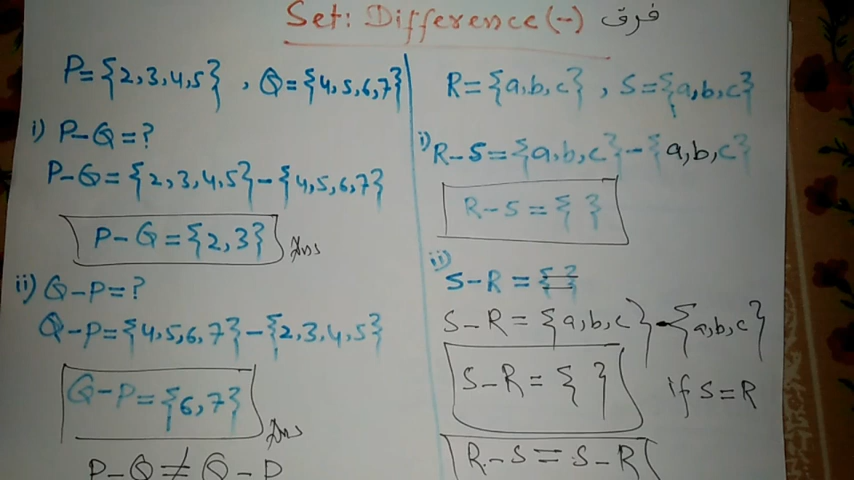 Set: Difference (-) فرق
P={2,3,4,5} , Q={4,5,6,7}
i) P-Q=?
P-Q={2,3,4,5}-{4,5,6,7}
P-Q={2,3} Ans
ii) Q-P=?
Q-P={4,5,6,7}-{2,3,4,5}
Q-P={6,7} Ans
P-Q≠Q-P
R={a,b,c} , S={a,b,c}
i) R-S={a,b,c}-{a,b,c}
R-S={ }
ii) S-R={ }
S-R={a,b,c}-{a,b,c}
S-R={ } if S=R
R-S=S-R